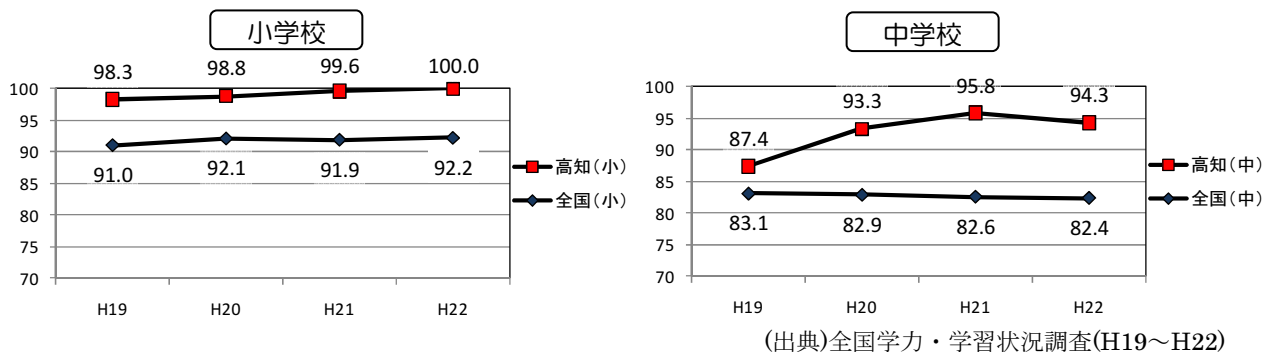 小学校
98.3 98.8 99.6 100.0
100
95
90
85
80
75
70
91.0 92.1 91.9 92.2
H19 H20 H21 H22
高知(小)
全国(小)
中学校
87.4 93.3 95.8 94.3
100
95
90
85
80
75
70
83.1 82.9 82.6 82.4
H19 H20 H21 H22
高知(中)
全国(中)
(出典)全国学力・学習状況調査(H19～H22)